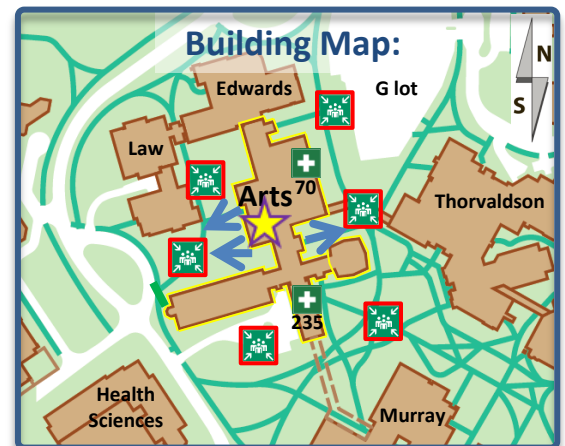 Building Map:
N
S
Edwards
G lot
Law
Arts
70
Thorvaldson
235
Health
Sciences
Murray